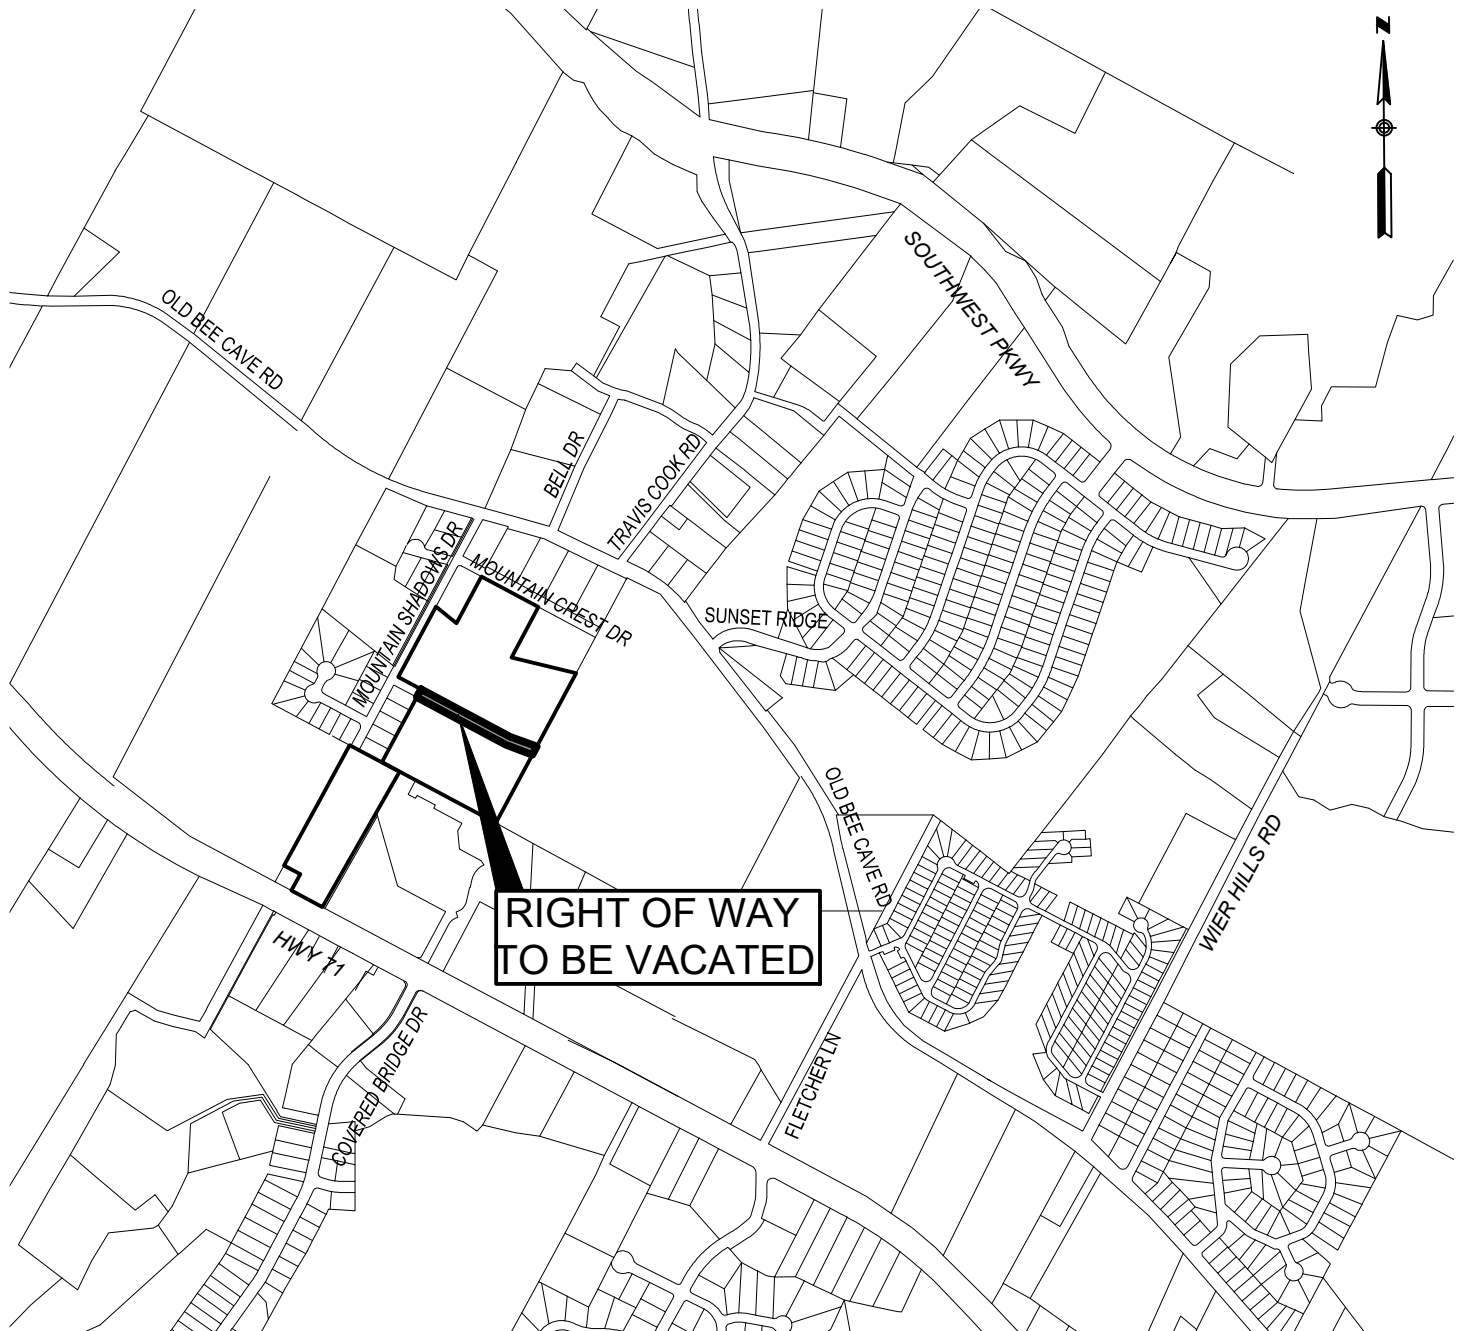 N
SOUTHWEST PKWY
OLD BEE CAVE RD
BELL DR
TRAVIS COOK RD
MOUNTAIN SHADOWS DR
MOUNTAIN CREST DR
SUNSET RIDGE
OLD BEE CAVE RD
WIER HILLS RD
RIGHT OF WAY
TO BE VACATED
HWY 71
COVERED BRIDGE DR
FLETCHER LN